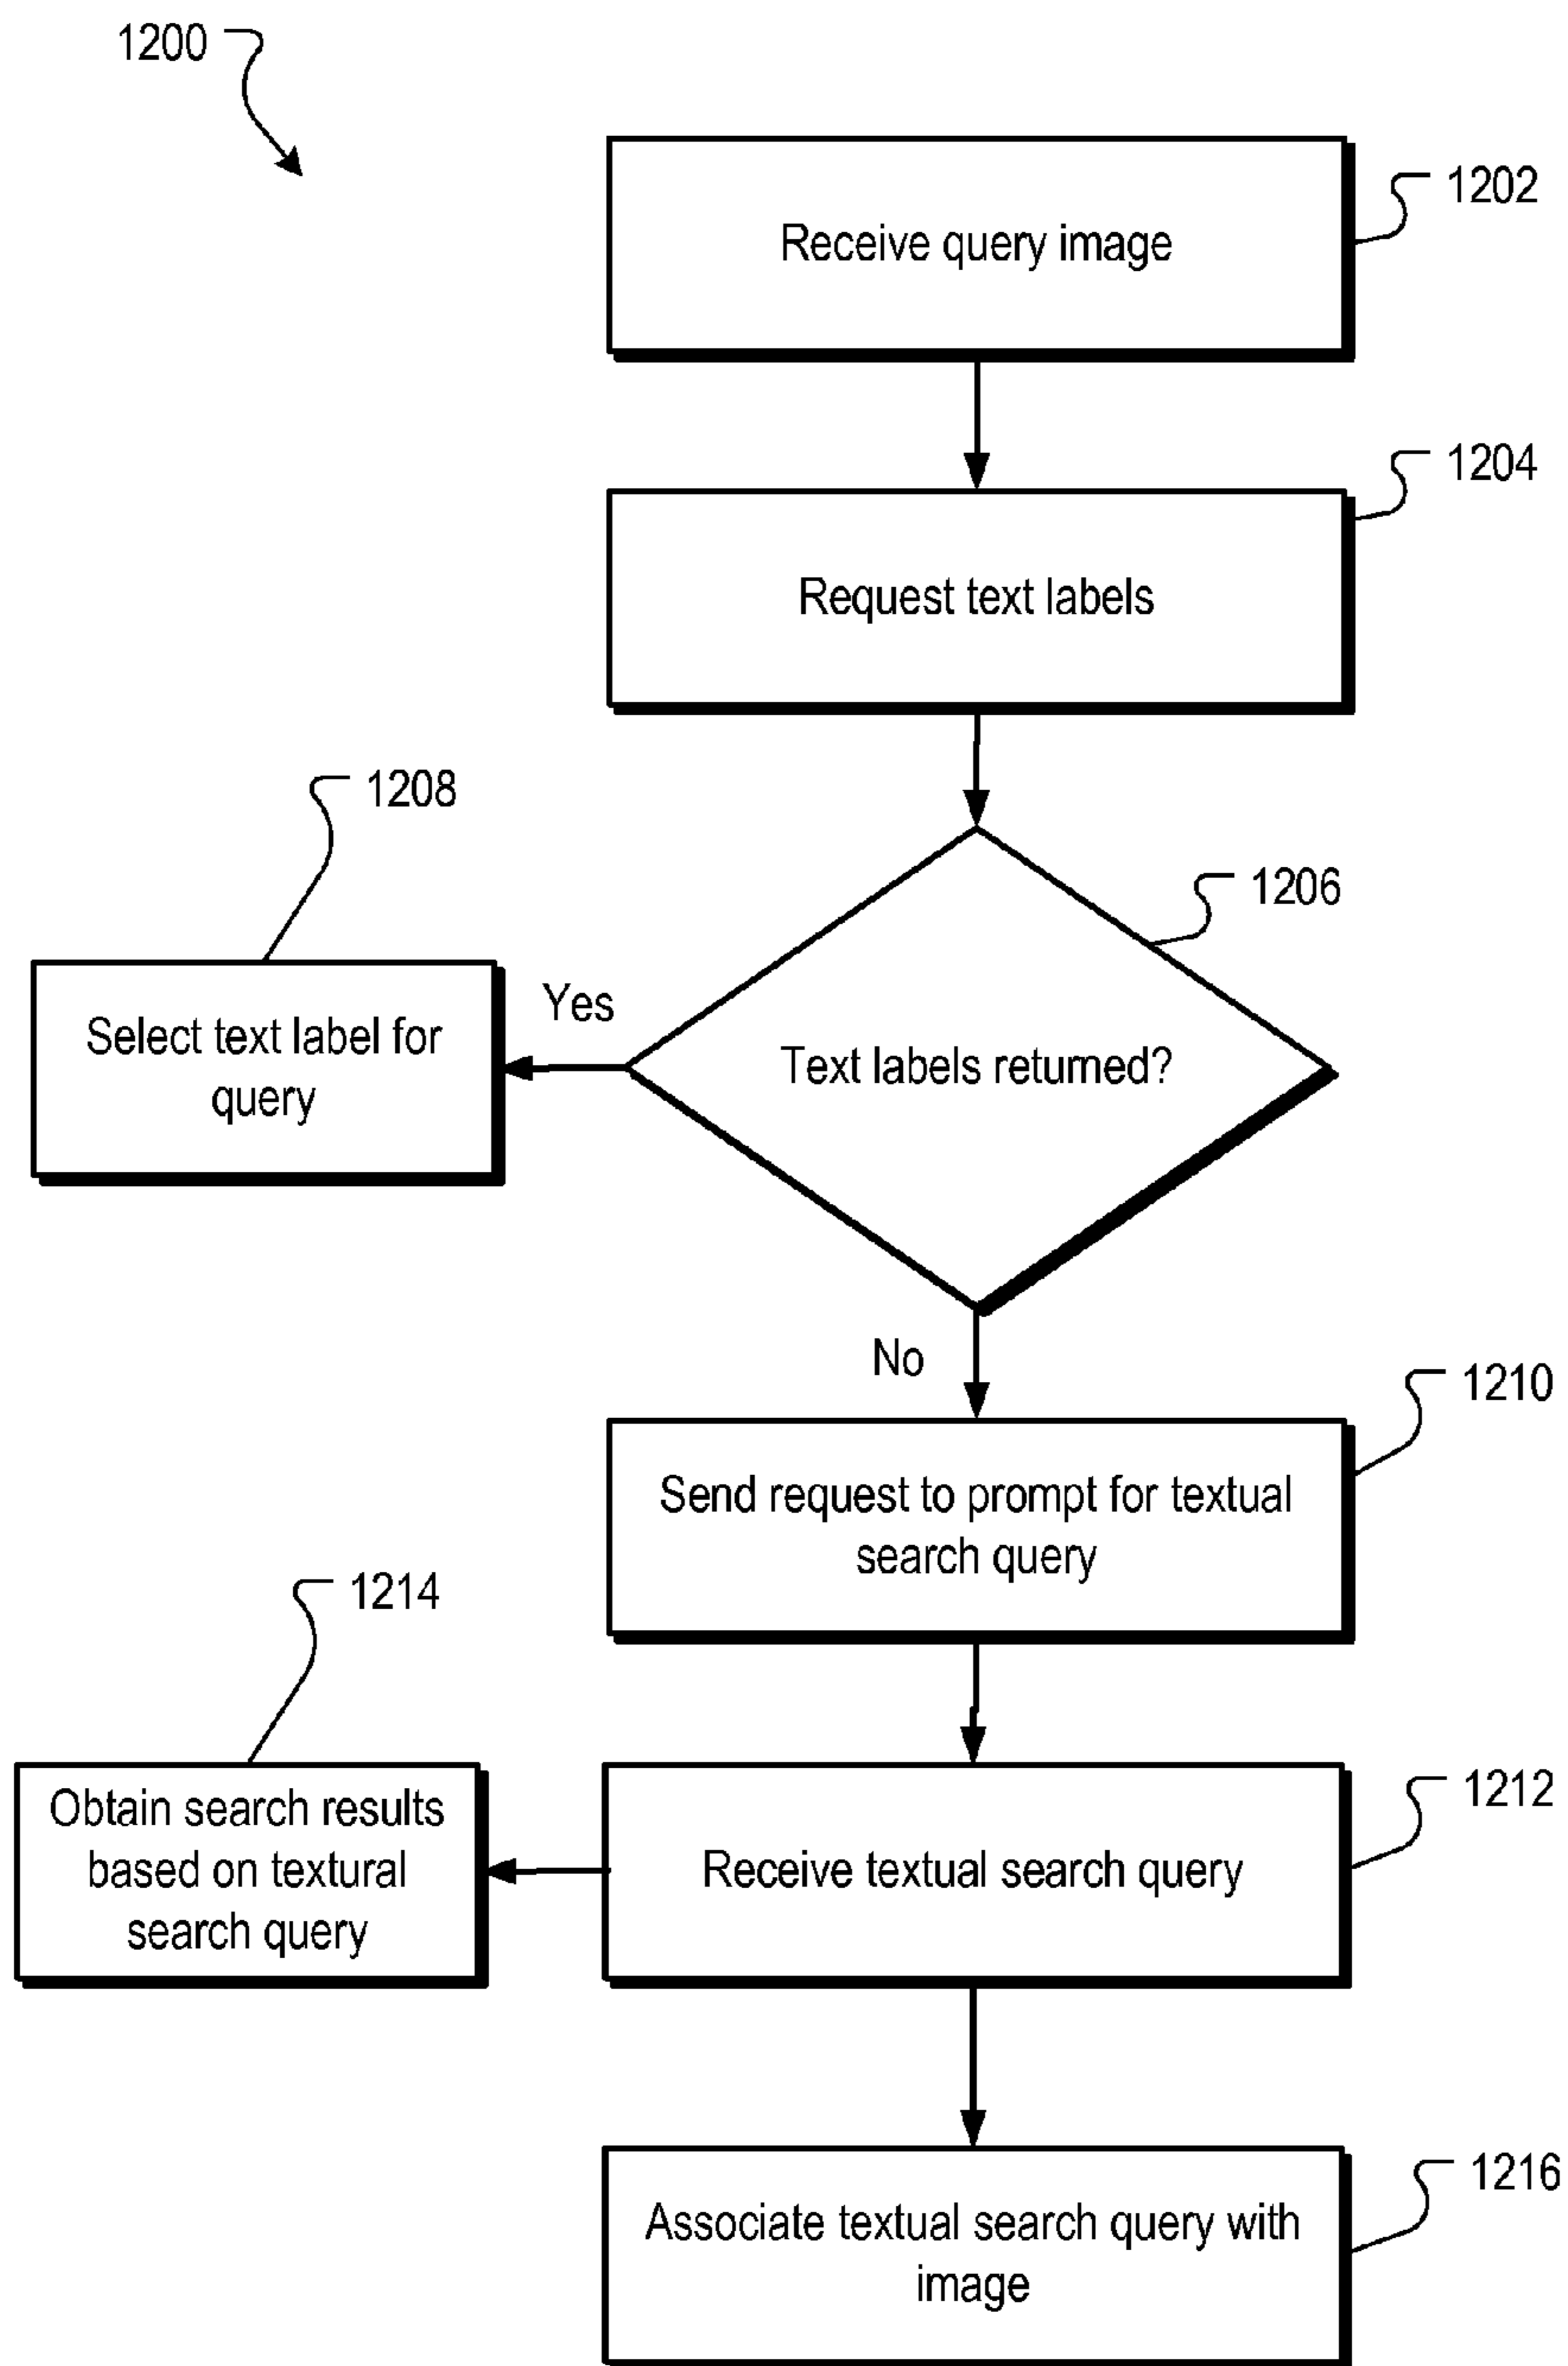 1200
Receive query image
1202
Request text labels
1204
1208
1206
Select text label for
query
Yes
Text labels returned?
No
1210
Send request to prompt for textual
search query
1214
1212
Obtain search results
based on textural
search query
Receive textual search query
1216
Associate textual search query with
image